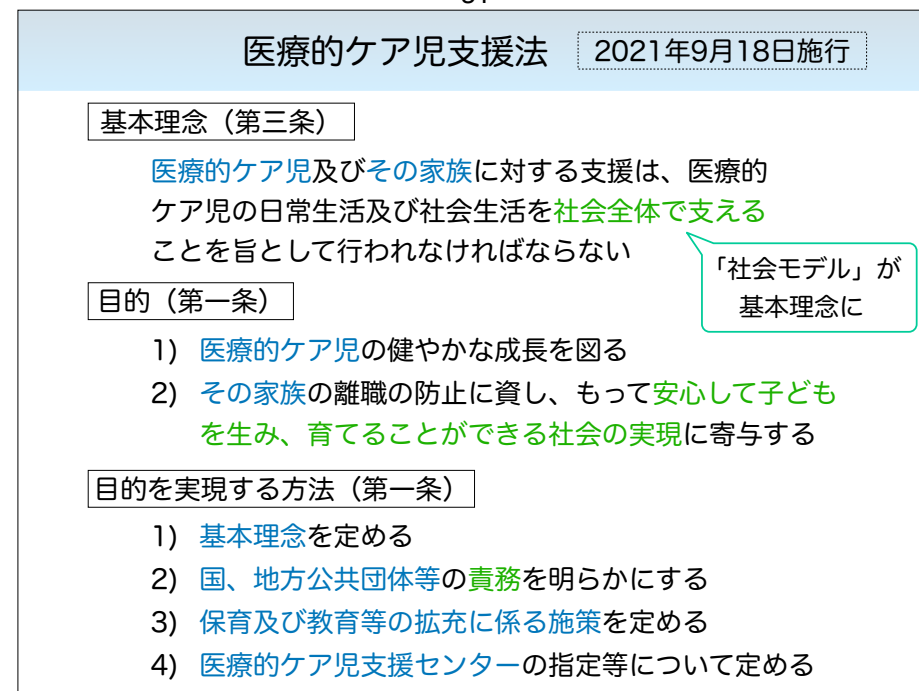 医療的ケア児支援法 2021年9月18日施行
基本理念（第三条）
医療的ケア児及びその家族に対する支援は、医療的
ケア児の日常生活及び社会生活を社会全体で支える
ことを旨として行われなければならない
「社会モデル」が
基本理念に
目的（第一条）
1) 医療的ケア児の健やかな成長を図る
2) その家族の離職の防止に資し、もって安心して子ども
を生み、育てることができる社会の実現に寄与する
目的を実現する方法（第一条）
1) 基本理念を定める
2) 国、地方公共団体等の責務を明らかにする
3) 保育及び教育等の拡充に係る施策を定める
4) 医療的ケア児支援センターの指定等について定める